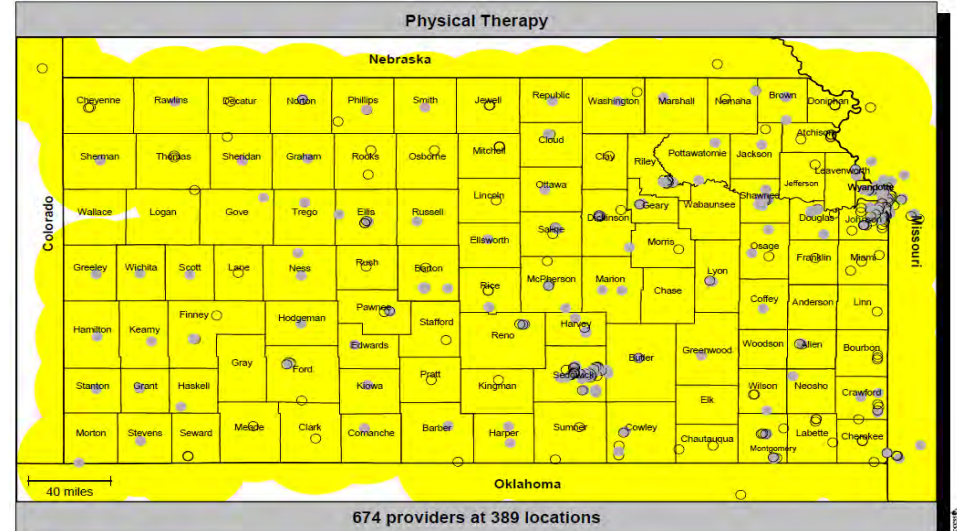 Physical Therapy
Nebraska
Cheyenne Rawlins Decatur Norton Phillips Smith Jewell Republic Washington Marshall Nemaha Brown Doniphan
Sherman Thomas Sheridan Graham Rooks Osborne Mitchell Cloud Clay Riley Pottawatomie Jackson Atchison
Jefferson Leavenworth Wyandotte
Wallace Logan Gove Trego Ellis Russell Lincoln Ottawa Dickinson Geary Wabaunsee Shawnee Douglas Johnson
Colorado
Missouri
Greeley Wichita Scott Lane Ness Rush Barton Ellsworth Saline Morris Osage Franklin Miami
Rice McPherson Marion Chase Lyon Coffey Anderson Linn
Hamilton Kearny Finney Hodgeman Pawnee Stafford Reno Harvey
Gray Ford Edwards Sedgwick Butler Greenwood Woodson Allen Bourbon
Stanton Grant Haskell Kiowa Pratt Kingman Elk Wilson Neosho Crawford
Morton Stevens Seward Meade Clark Comanche Barber Harper Sumner Cowley Chautauqua Montgomery Labette Cherokee
40 miles
Oklahoma
674 providers at 389 locations